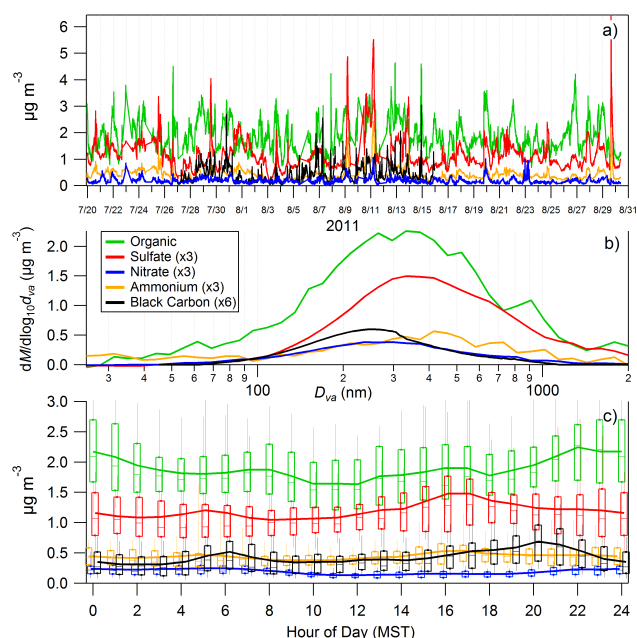 a)
µg m⁻³
6
5
4
3
2
1
0
7/20 7/22 7/24 7/26 7/28 7/30 8/1 8/3 8/5 8/7 8/9 8/11 8/13 8/15 8/17 8/19 8/21 8/23 8/25 8/27 8/29 8/31
2011
b)
dM/dlog₁₀dva (µg m⁻³)
2.0
1.5
1.0
0.5
0.0
Organic
Sulfate (x3)
Nitrate (x3)
Ammonium (x3)
Black Carbon (x6)
3 4 5 6 7 8 9 100 2 3 4 5 6 7 8 9 1000 2
Dva (nm)
c)
µg m⁻³
3.0
2.5
2.0
1.5
1.0
0.5
0.0
0 2 4 6 8 10 12 14 16 18 20 22 24
Hour of Day (MST)